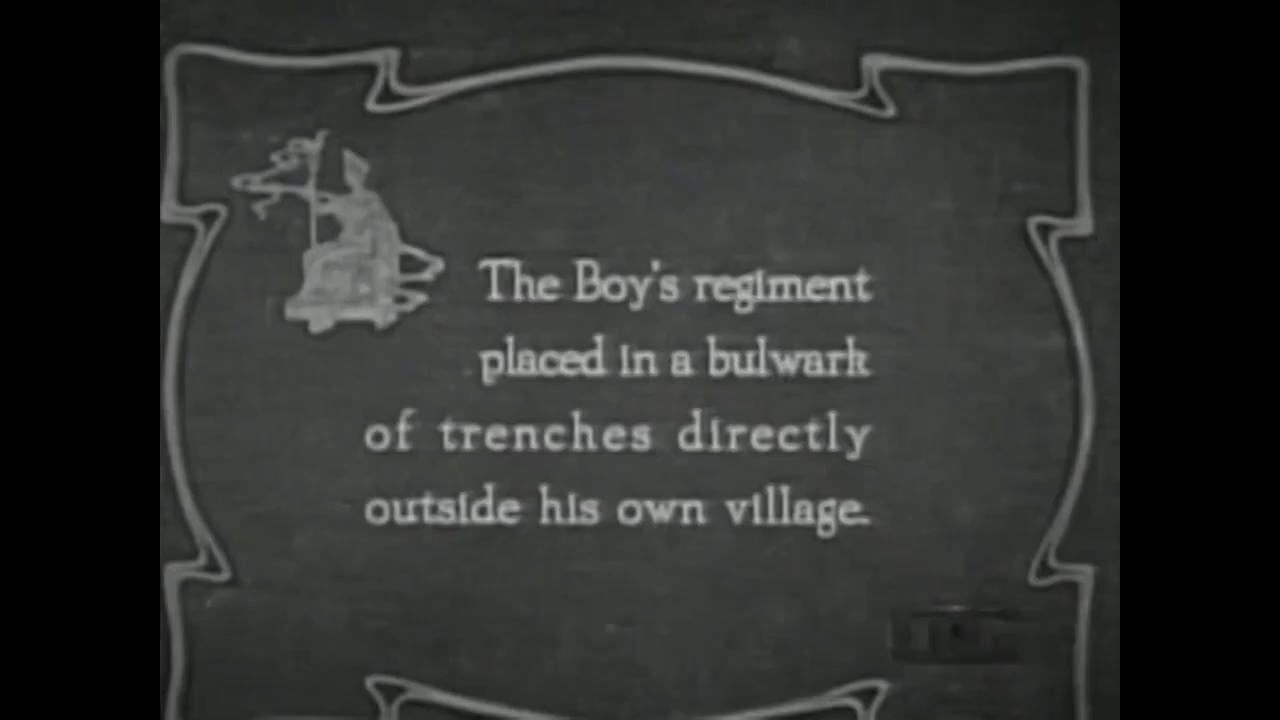 The Boy's regiment
placed in a bulwark
of trenches directly
outside his own village.